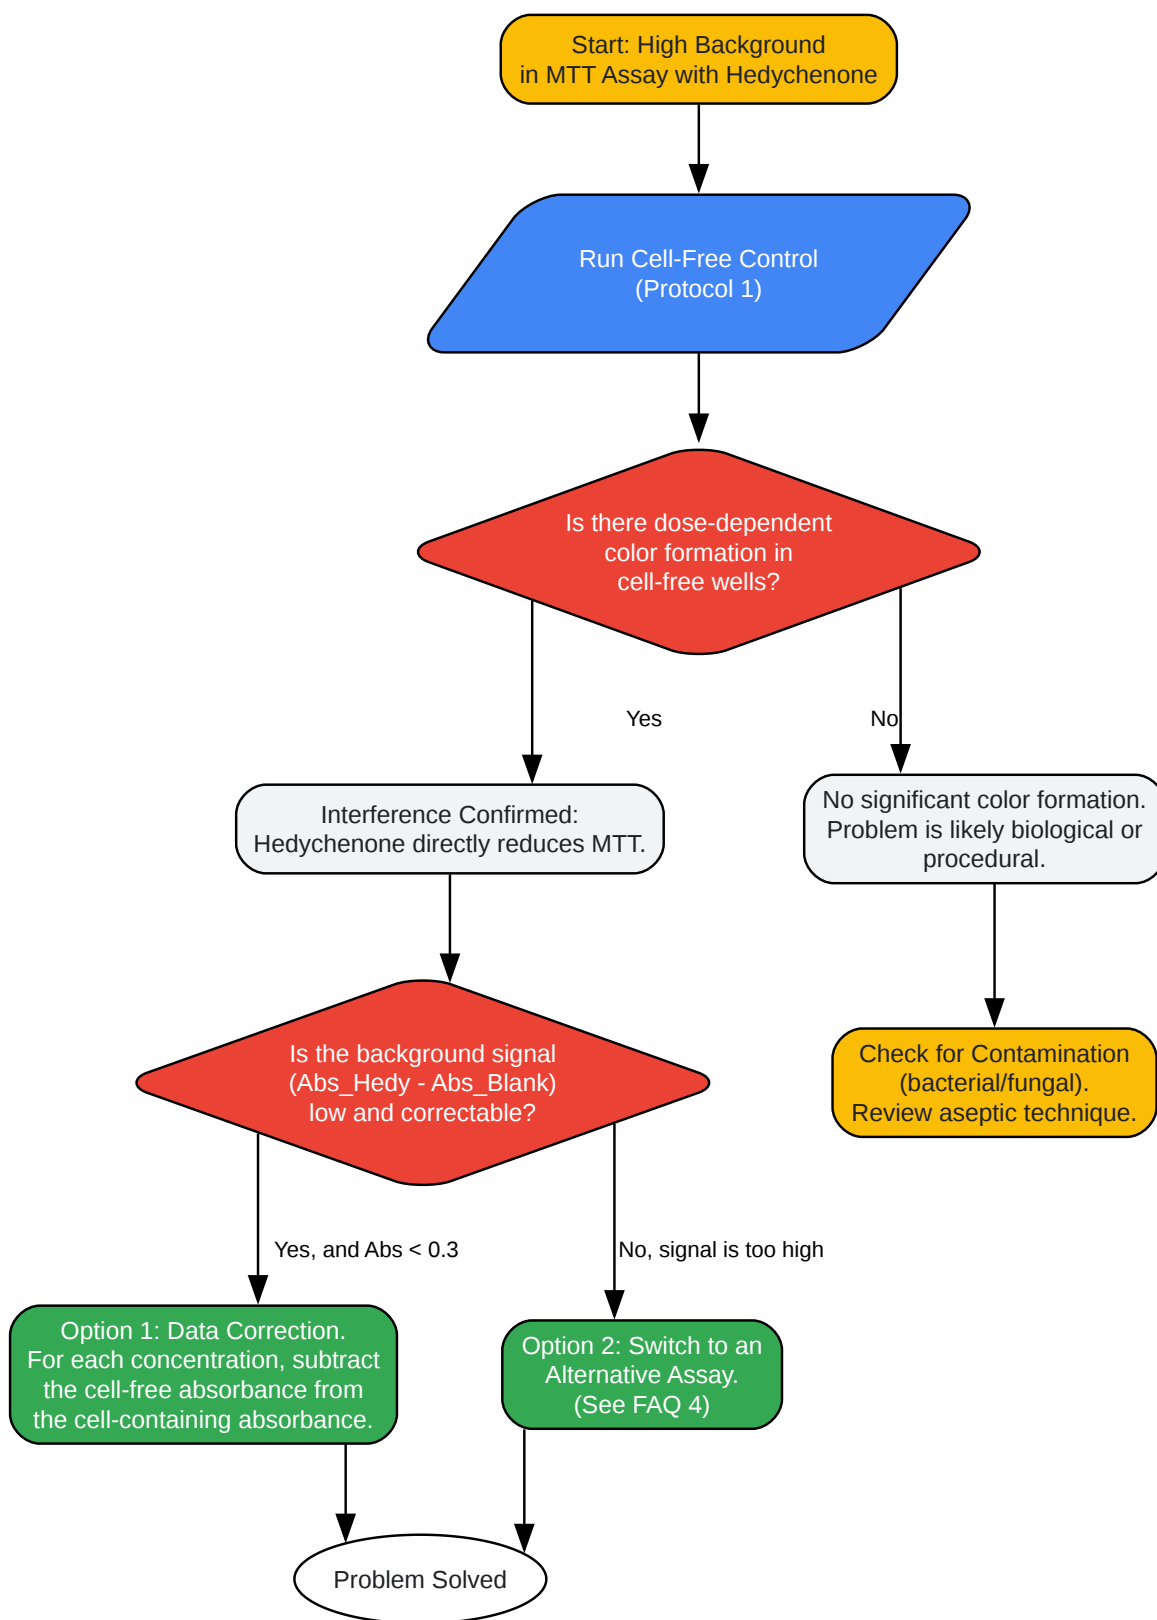 Start: High Background
in MTT Assay with Hedychenone
Run Cell-Free Control
(Protocol 1)
Is there dose-dependent
color formation in
cell-free wells?
Yes
No
Interference Confirmed:
Hedychenone directly reduces MTT.
No significant color formation.
Problem is likely biological or
procedural.
Is the background signal
(Abs_Hedy - Abs_Blank)
low and correctable?
Check for Contamination
(bacterial/fungal).
Review aseptic technique.
Yes, and Abs < 0.3
No, signal is too high
Option 1: Data Correction.
For each concentration, subtract
the cell-free absorbance from
the cell-containing absorbance.
Option 2: Switch to an
Alternative Assay.
(See FAQ 4)
Problem Solved